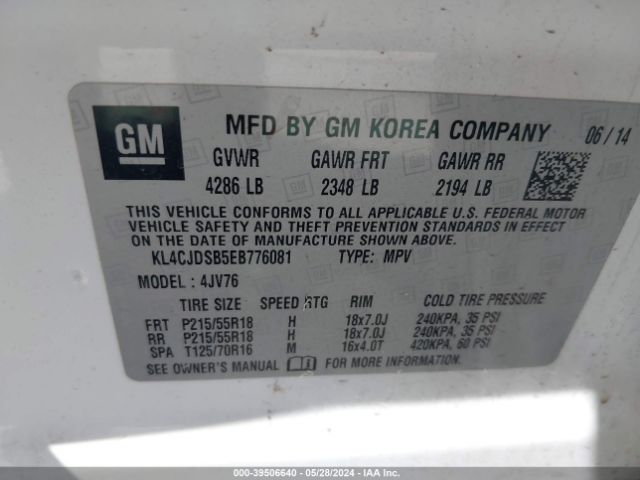 GM
MFD BY GM KOREA COMPANY 06/14
GVWR GAWR FRT GAWR RR
4286 LB 2348 LB 2194 LB
THIS VEHICLE CONFORMS TO ALL APPLICABLE U.S. FEDERAL MOTOR
VEHICLE SAFETY AND THEFT PREVENTION STANDARDS IN EFFECT
ON THE DATE OF MANUFACTURE SHOWN ABOVE.
KL4CJDSB5EB776081 TYPE: MPV
MODEL: 4JV76
TIRE SIZE SPEED RTG RIM COLD TIRE PRESSURE
FRT P215/55R18 H 18x7.0J 240KPA, 35 PSI
RR P215/55R18 H 18x7.0J 240KPA, 35 PSI
SPA T125/70R16 M 16x4.0T 420KPA, 60 PSI
SEE OWNER'S MANUAL FOR MORE INFORMATION.
000-39506640 - 05/28/2024 - IAA Inc.